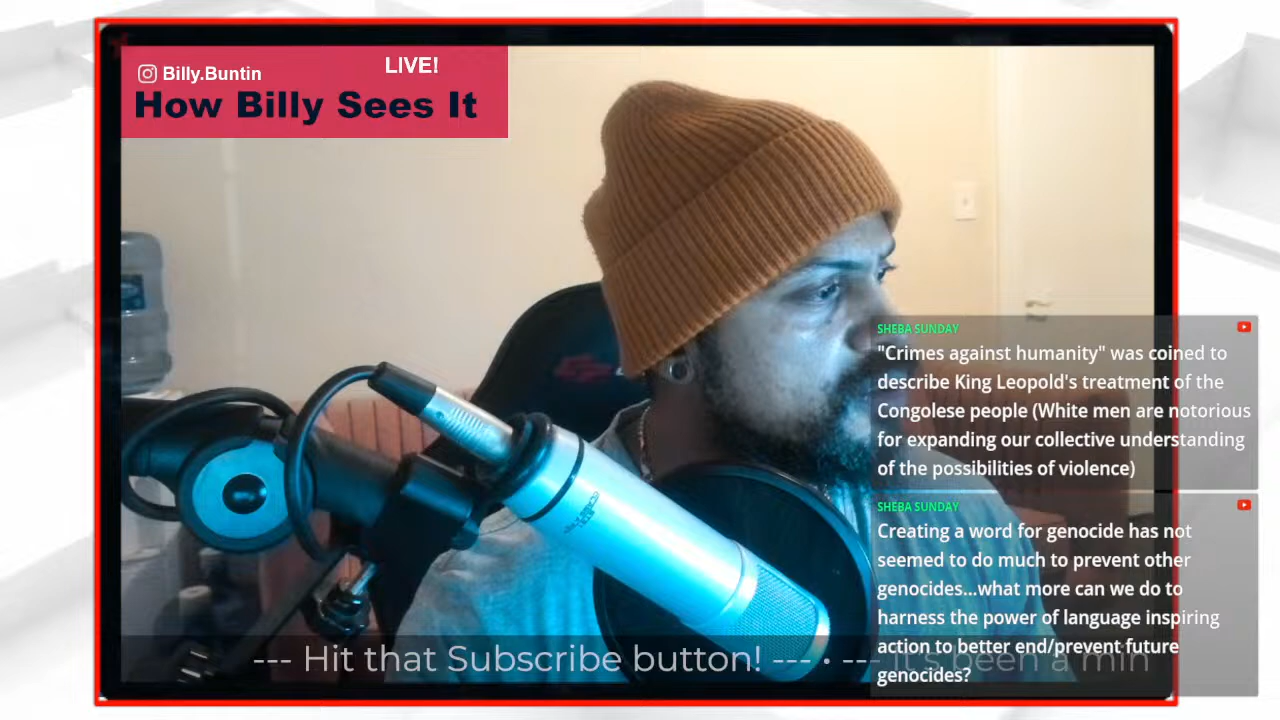 Billy.Buntin
LIVE!
How Billy Sees It
SHEBA SUNDAY
"Crimes against humanity" was coined to
describe King Leopold's treatment of the
Congolese people (White men are notorious
for expanding our collective understanding
of the possibilities of violence)
SHEBA SUNDAY
Creating a word for genocide has not
seemed to do much to prevent other
genocides...what more can we do to
harness the power of language inspiring
action to better end/prevent future
genocides?
--- Hit that Subscribe button! --- • --- It's been a min